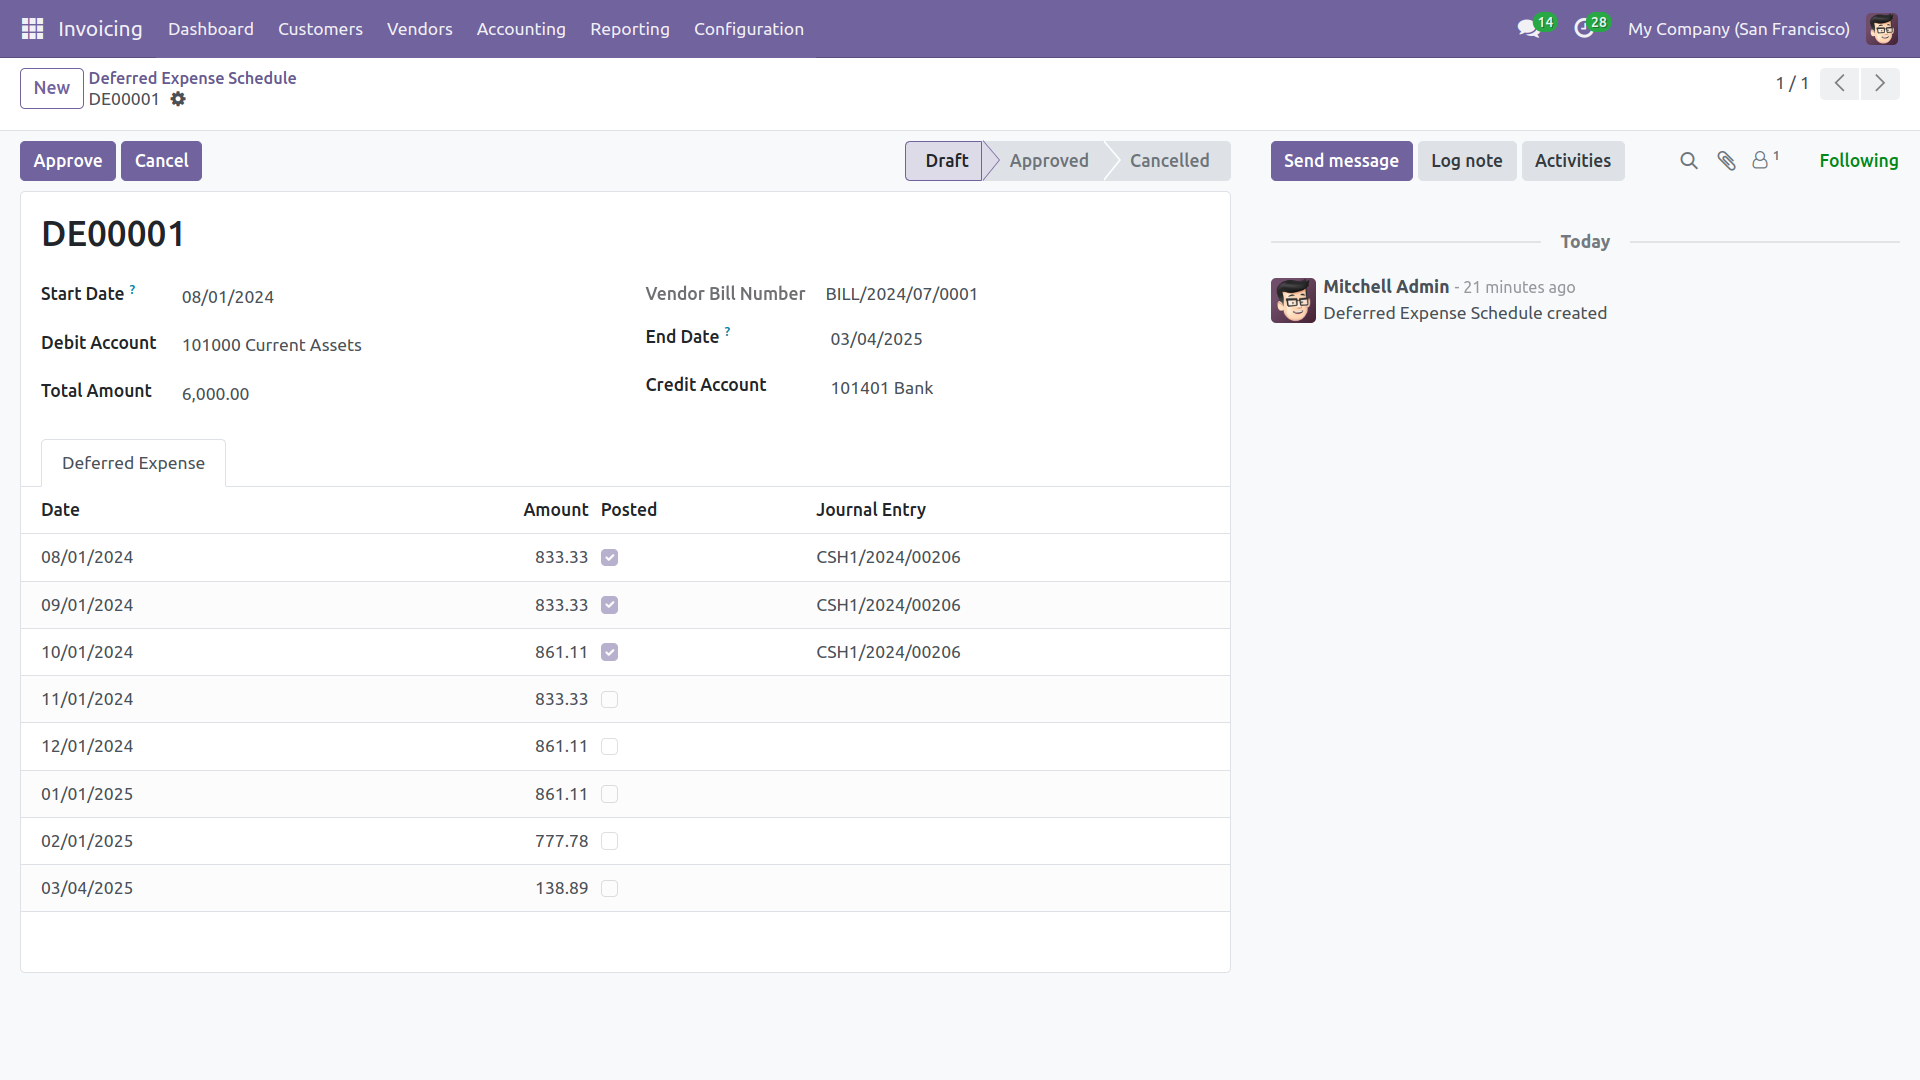 Invoicing Dashboard Customers Vendors Accounting Reporting Configuration 14 28 My Company (San Francisco)
New Deferred Expense Schedule
DE00001
1 / 1
Approve Cancel Draft Approved Cancelled Send message Log note Activities 1 Following
DE00001
Start Date ? 08/01/2024
Vendor Bill Number BILL/2024/07/0001
Debit Account 101000 Current Assets
End Date ? 03/04/2025
Total Amount 6,000.00
Credit Account 101401 Bank
Deferred Expense
Date Amount Posted Journal Entry
08/01/2024 833.33 CSH1/2024/00206
09/01/2024 833.33 CSH1/2024/00206
10/01/2024 861.11 CSH1/2024/00206
11/01/2024 833.33
12/01/2024 861.11
01/01/2025 861.11
02/01/2025 777.78
03/04/2025 138.89
Today
Mitchell Admin - 21 minutes ago
Deferred Expense Schedule created